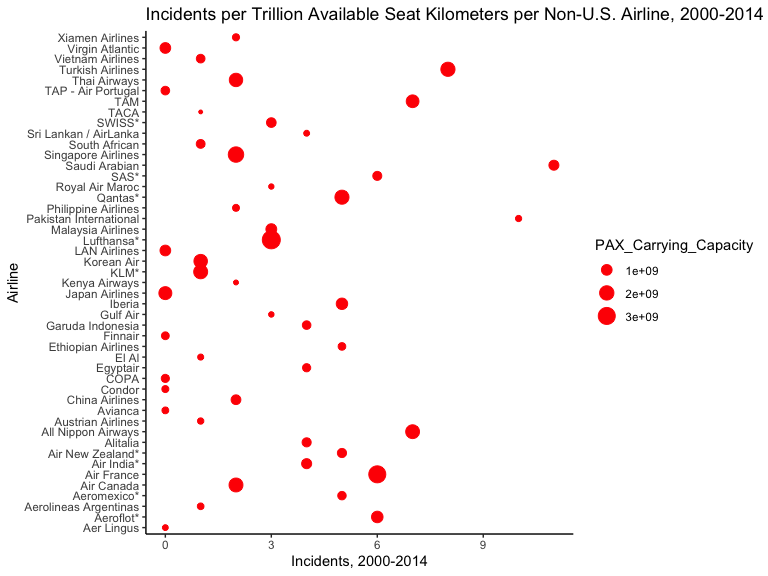 Incidents per Trillion Available Seat Kilometers per Non-U.S. Airline, 2000-2014
Airline
Xiamen Airlines
Virgin Atlantic
Vietnam Airlines
Turkish Airlines
Thai Airways
TAP - Air Portugal
TAM
TACA
SWISS*
Sri Lankan / AirLanka
South African
Singapore Airlines
Saudi Arabian
SAS*
Royal Air Maroc
Qantas*
Philippine Airlines
Pakistan International
Malaysia Airlines
Lufthansa*
LAN Airlines
Korean Air
KLM*
Kenya Airways
Japan Airlines
Iberia
Gulf Air
Garuda Indonesia
Finnair
Ethiopian Airlines
El Al
Egyptair
COPA
Condor
China Airlines
Avianca
Austrian Airlines
All Nippon Airways
Alitalia
Air New Zealand*
Air India*
Air France
Air Canada
Aeromexico*
Aerolineas Argentinas
Aeroflot*
Aer Lingus
0 3 6 9
Incidents, 2000-2014
PAX_Carrying_Capacity
1e+09
2e+09
3e+09